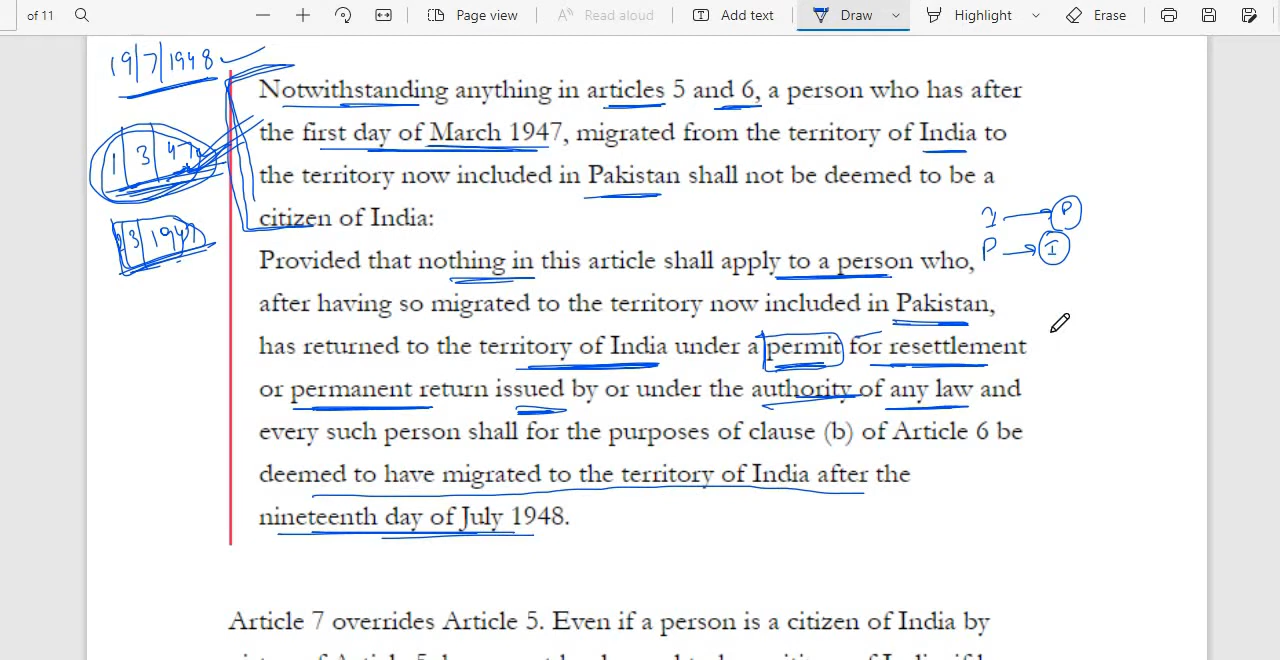 of 11 Page view Read aloud Add text Draw Highlight Erase
19/7/1948
Notwithstanding anything in articles 5 and 6, a person who has after
the first day of March 1947, migrated from the territory of India to
1 3 47
the territory now included in Pakistan shall not be deemed to be a
citizen of India:
I P
3 1947
P I
Provided that nothing in this article shall apply to a person who,
after having so migrated to the territory now included in Pakistan,
has returned to the territory of India under a permit for resettlement
or permanent return issued by or under the authority of any law and
every such person shall for the purposes of clause (b) of Article 6 be
deemed to have migrated to the territory of India after the
nineteenth day of July 1948.
Article 7 overrides Article 5. Even if a person is a citizen of India by